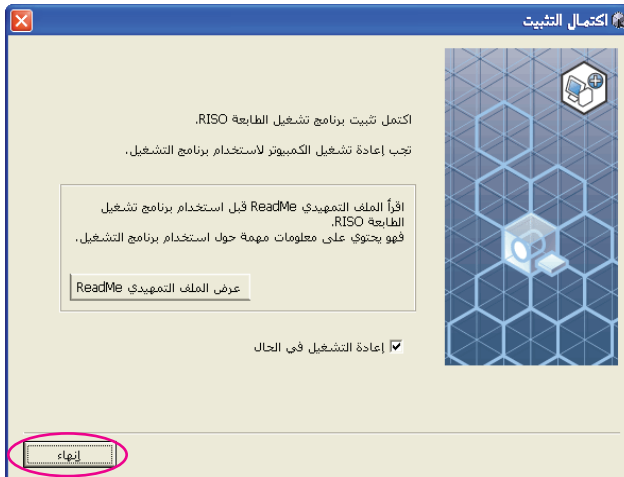 اكتمال التثبيت
اكتمل تثبيت برنامج تشغيل الطابعة RISO.
تجب إعادة تشغيل الكمبيوتر لاستخدام برنامج التشغيل.
اقرأ الملف التمهيدي ReadMe قبل استخدام برنامج تشغيل
الطابعة RISO.
فهو يحتوي على معلومات مهمة حول استخدام برنامج التشغيل.
عرض الملف التمهيدي ReadMe
إعادة التشغيل في الحال
إنهاء